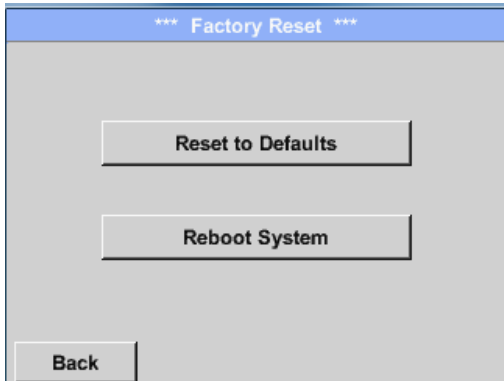 *** Factory Reset ***
Reset to Defaults
Reboot System
Back